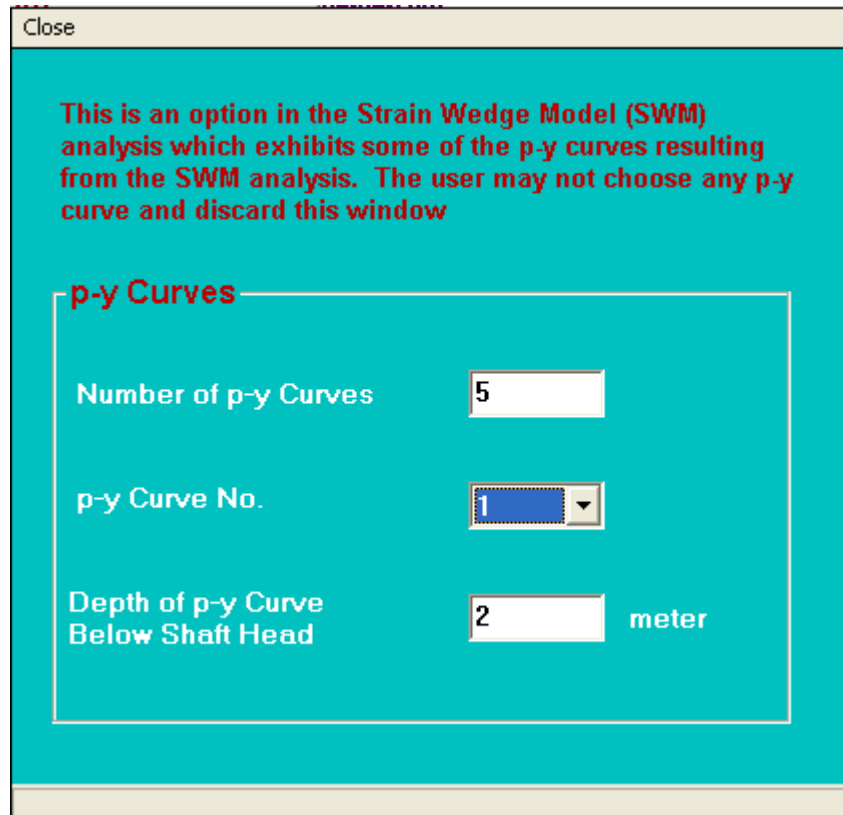 Close
This is an option in the Strain Wedge Model (SWM)
analysis which exhibits some of the p-y curves resulting
from the SWM analysis.  The user may not choose any p-y
curve and discard this window
p-y Curves
Number of p-y Curves 5
p-y Curve No. 1
Depth of p-y Curve
Below Shaft Head 2 meter